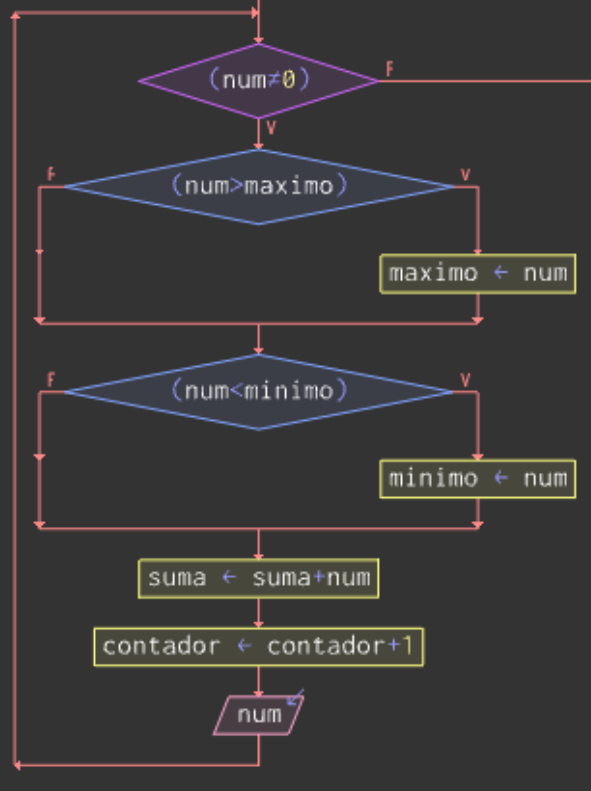 (num≠0)
F
V
F
(num>maximo)
V
maximo ← num
F
(num<minimo)
V
minimo ← num
suma ← suma+num
contador ← contador+1
num